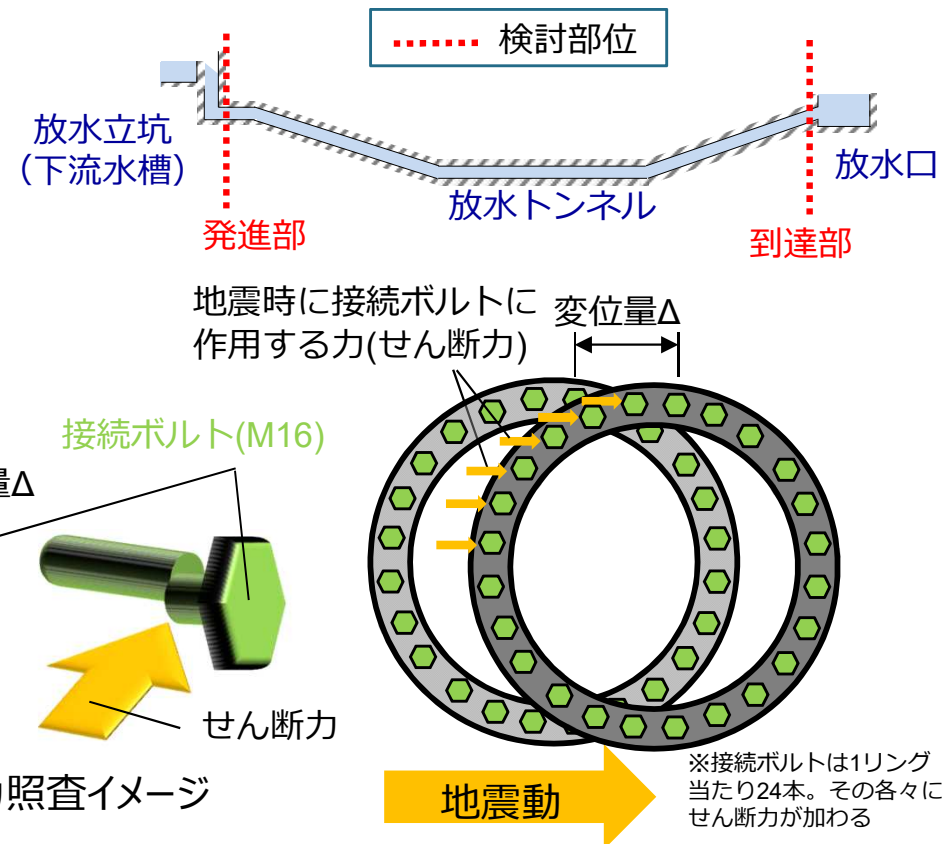 検討部位
放水立坑
（下流水槽）
放水口
放水トンネル
発進部
到達部
地震時に接続ボルトに
作用する力(せん断力)
変位量Δ
接続ボルト(M16)
量Δ
せん断力
照査イメージ
地震動
※接続ボルトは1リング
当たり24本。その各々に
せん断力が加わる